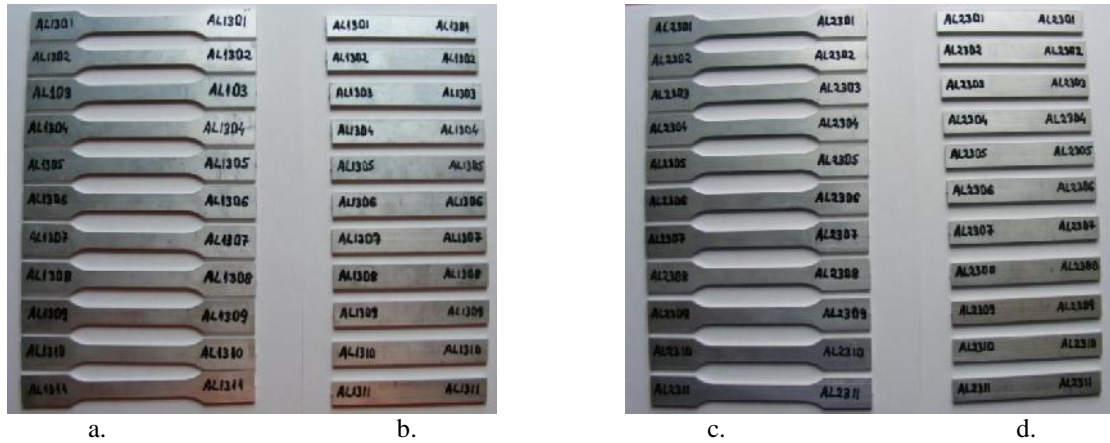 AL1301 AL1301 AL1301 AL1301
AL1302 AL1302 AL1302 AL1302
AL103 AL103 AL1303 AL1303
AL1304 AL1304 AL1304 AL1304
AL1305 AL1305 AL1305 AL1305
AL1306 AL1306 AL1306 AL1306
AL1307 AL1307 AL1307 AL1307
AL1308 AL1308 AL1308 AL1308
AL1309 AL1309 AL1309 AL1309
AL1310 AL1310 AL1310 AL1310
AL1311 AL1311 AL1311 AL1311
AL2301 AL2301 AL2301 AL2301
AL2302 AL2302 AL2302 AL2302
AL2303 AL2303 AL2303 AL2303
AL2304 AL2304 AL2304 AL2304
AL2305 AL2305 AL2305 AL2305
AL2306 AL2306 AL2306 AL2306
AL2307 AL2307 AL2307 AL2307
AL2308 AL2308 AL2308 AL2308
AL2309 AL2309 AL2309 AL2309
AL2310 AL2310 AL2310 AL2310
AL2311 AL2311 AL2311 AL2311
a. b. c. d.